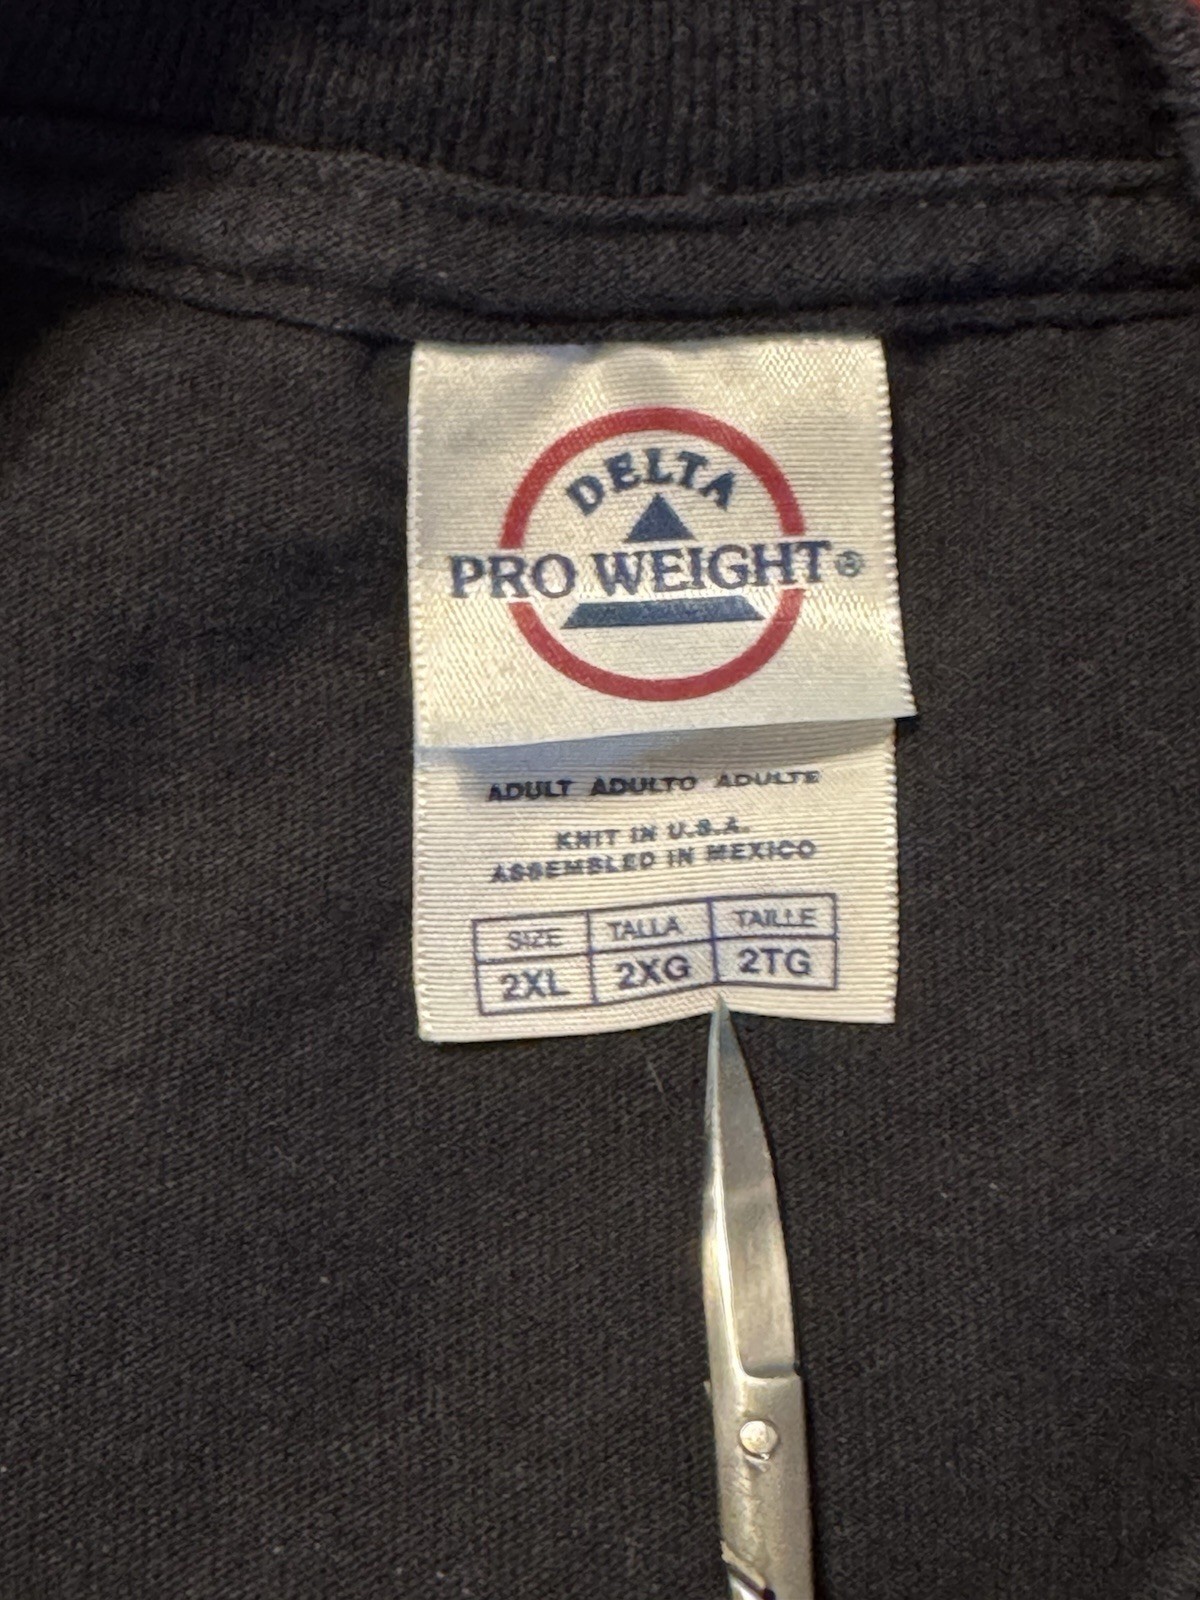 DELTA
PRO WEIGHT®
ADULT ADULTO ADULTE
KNIT IN U.S.A.
ASSEMBLED IN MEXICO
SIZE TALLA TAILLE
2XL 2XG 2TG